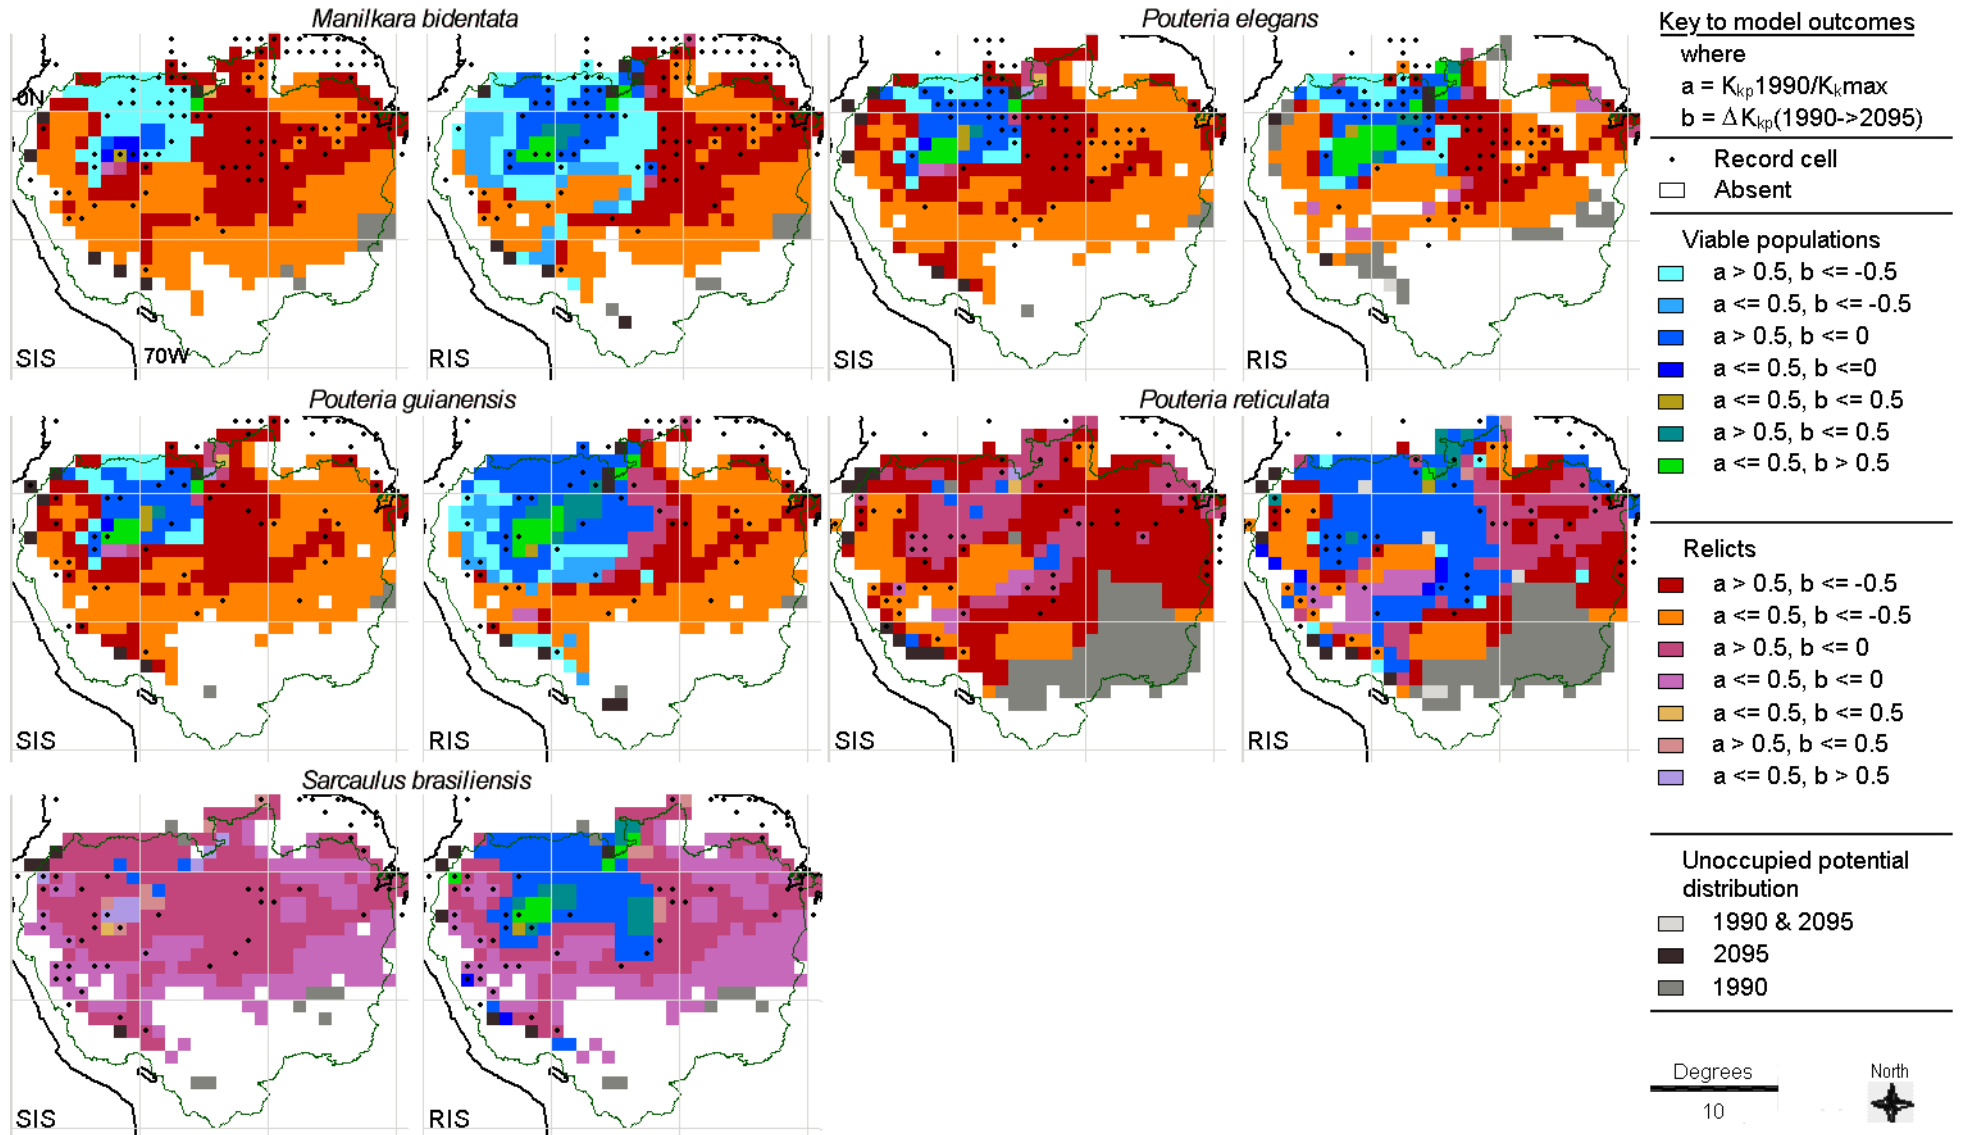 Manilkara bidentata
Pouteria elegans
0N
SIS
70W
RIS
SIS
RIS
Pouteria guianensis
Pouteria reticulata
SIS
RIS
SIS
RIS
Sarcaulus brasiliensis
SIS
RIS
Key to model outcomes
where
a = Kkp1990/Kkmax
b = ΔKkp(1990->2095)
Record cell
Absent
Viable populations
a > 0.5, b <= -0.5
a <= 0.5, b <= -0.5
a > 0.5, b <= 0
a <= 0.5, b <=0
a <= 0.5, b <= 0.5
a > 0.5, b <= 0.5
a <= 0.5, b > 0.5
Relicts
a > 0.5, b <= -0.5
a <= 0.5, b <= -0.5
a > 0.5, b <= 0
a <= 0.5, b <= 0
a <= 0.5, b <= 0.5
a > 0.5, b <= 0.5
a <= 0.5, b > 0.5
Unoccupied potential
distribution
1990 & 2095
2095
1990
Degrees
10
North